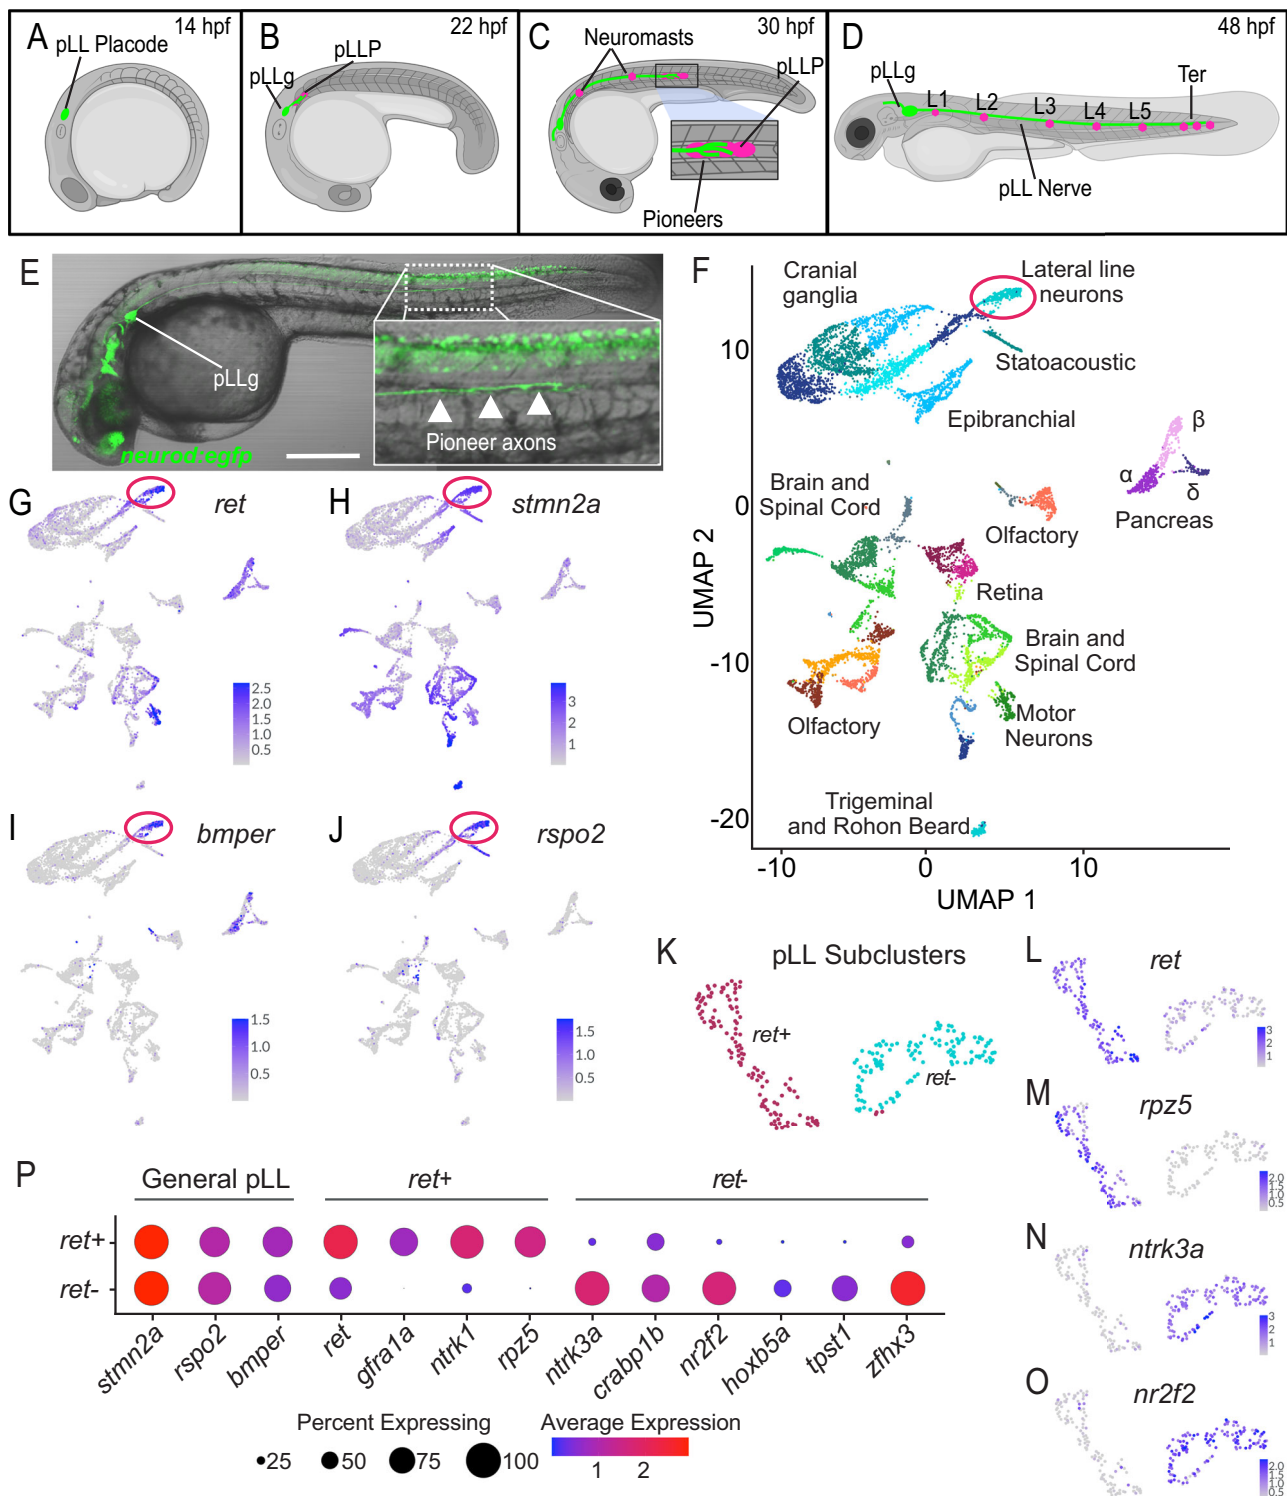 A
14 hpf
pLL Placode
B
22 hpf
pLLP
pLLg
C
30 hpf
Neuromasts
pLLP
Pioneers
D
48 hpf
pLLg
L1
L2
L3
L4
L5
Ter
pLL Nerve
E
pLLg
Pioneer axons
neurod:egfp
F
Cranial
ganglia
Lateral line
neurons
Statoacoustic
Epibranchial
β
α
δ
Pancreas
Brain and
Spinal Cord
Olfactory
Retina
Brain and
Spinal Cord
Olfactory
Motor
Neurons
Trigeminal
and Rohon Beard
10
0
-10
-20
UMAP 2
-10
0
10
UMAP 1
G
ret
2.5
2.0
1.5
1.0
0.5
H
stmn2a
3
2
1
I
bmper
1.5
1.0
0.5
J
rspo2
1.5
1.0
0.5
K
pLL Subclusters
ret+
ret-
L
ret
3
2
1
M
rpz5
2.0
1.5
1.0
0.5
N
ntrk3a
3
2
1
O
nr2f2
2.0
1.5
1.0
0.5
P
General pLL
ret+
ret-
ret+
ret-
stmn2a
rspo2
bmper
ret
gfra1a
ntrk1
rpz5
ntrk3a
crabp1b
nr2f2
hoxb5a
tpst1
zfhx3
Percent Expressing
25
50
75
100
Average Expression
1
2